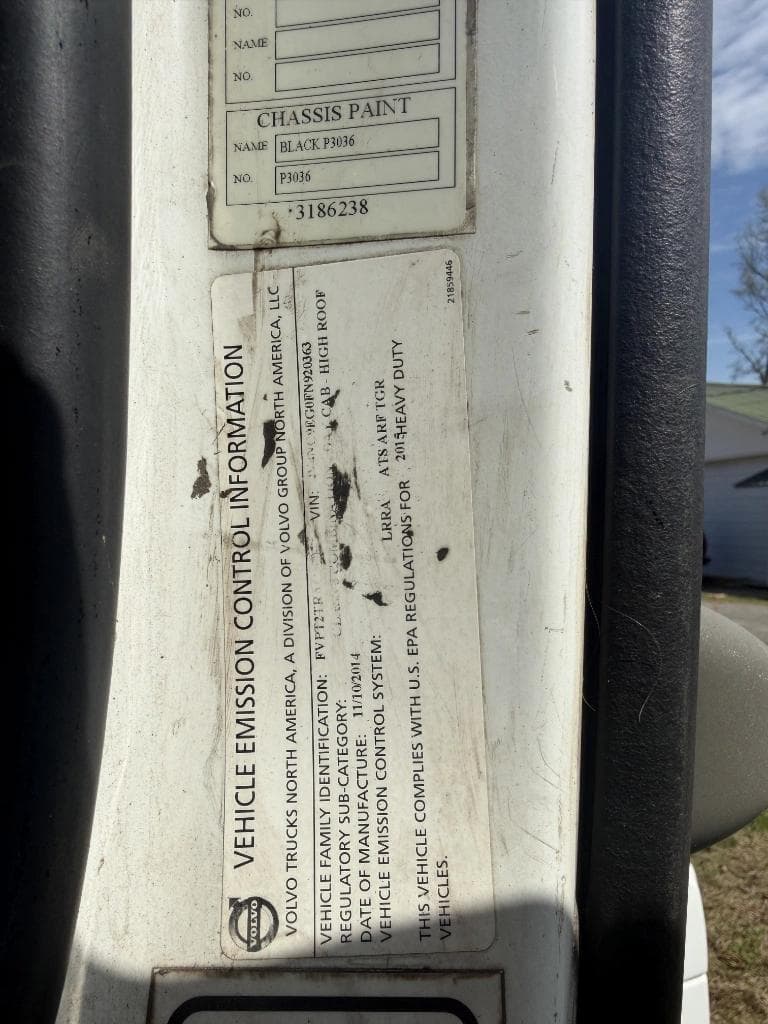 NO.
NAME
NO.
CHASSIS PAINT
NAME BLACK P3036
NO. P3036
3186238
VEHICLE EMISSION CONTROL INFORMATION
VOLVO
VOLVO TRUCKS NORTH AMERICA, A DIVISION OF VOLVO GROUP NORTH AMERICA, LLC
VEHICLE FAMILY IDENTIFICATION: VIN:
REGULATORY SUB-CATEGORY: CAB - HIGH ROOF
DATE OF MANUFACTURE: 11/10/2014
VEHICLE EMISSION CONTROL SYSTEM: LRRA ATS ARF TGR
THIS VEHICLE COMPLIES WITH U.S. EPA REGULATIONS FOR 2015 HEAVY DUTY
VEHICLES.
21859446